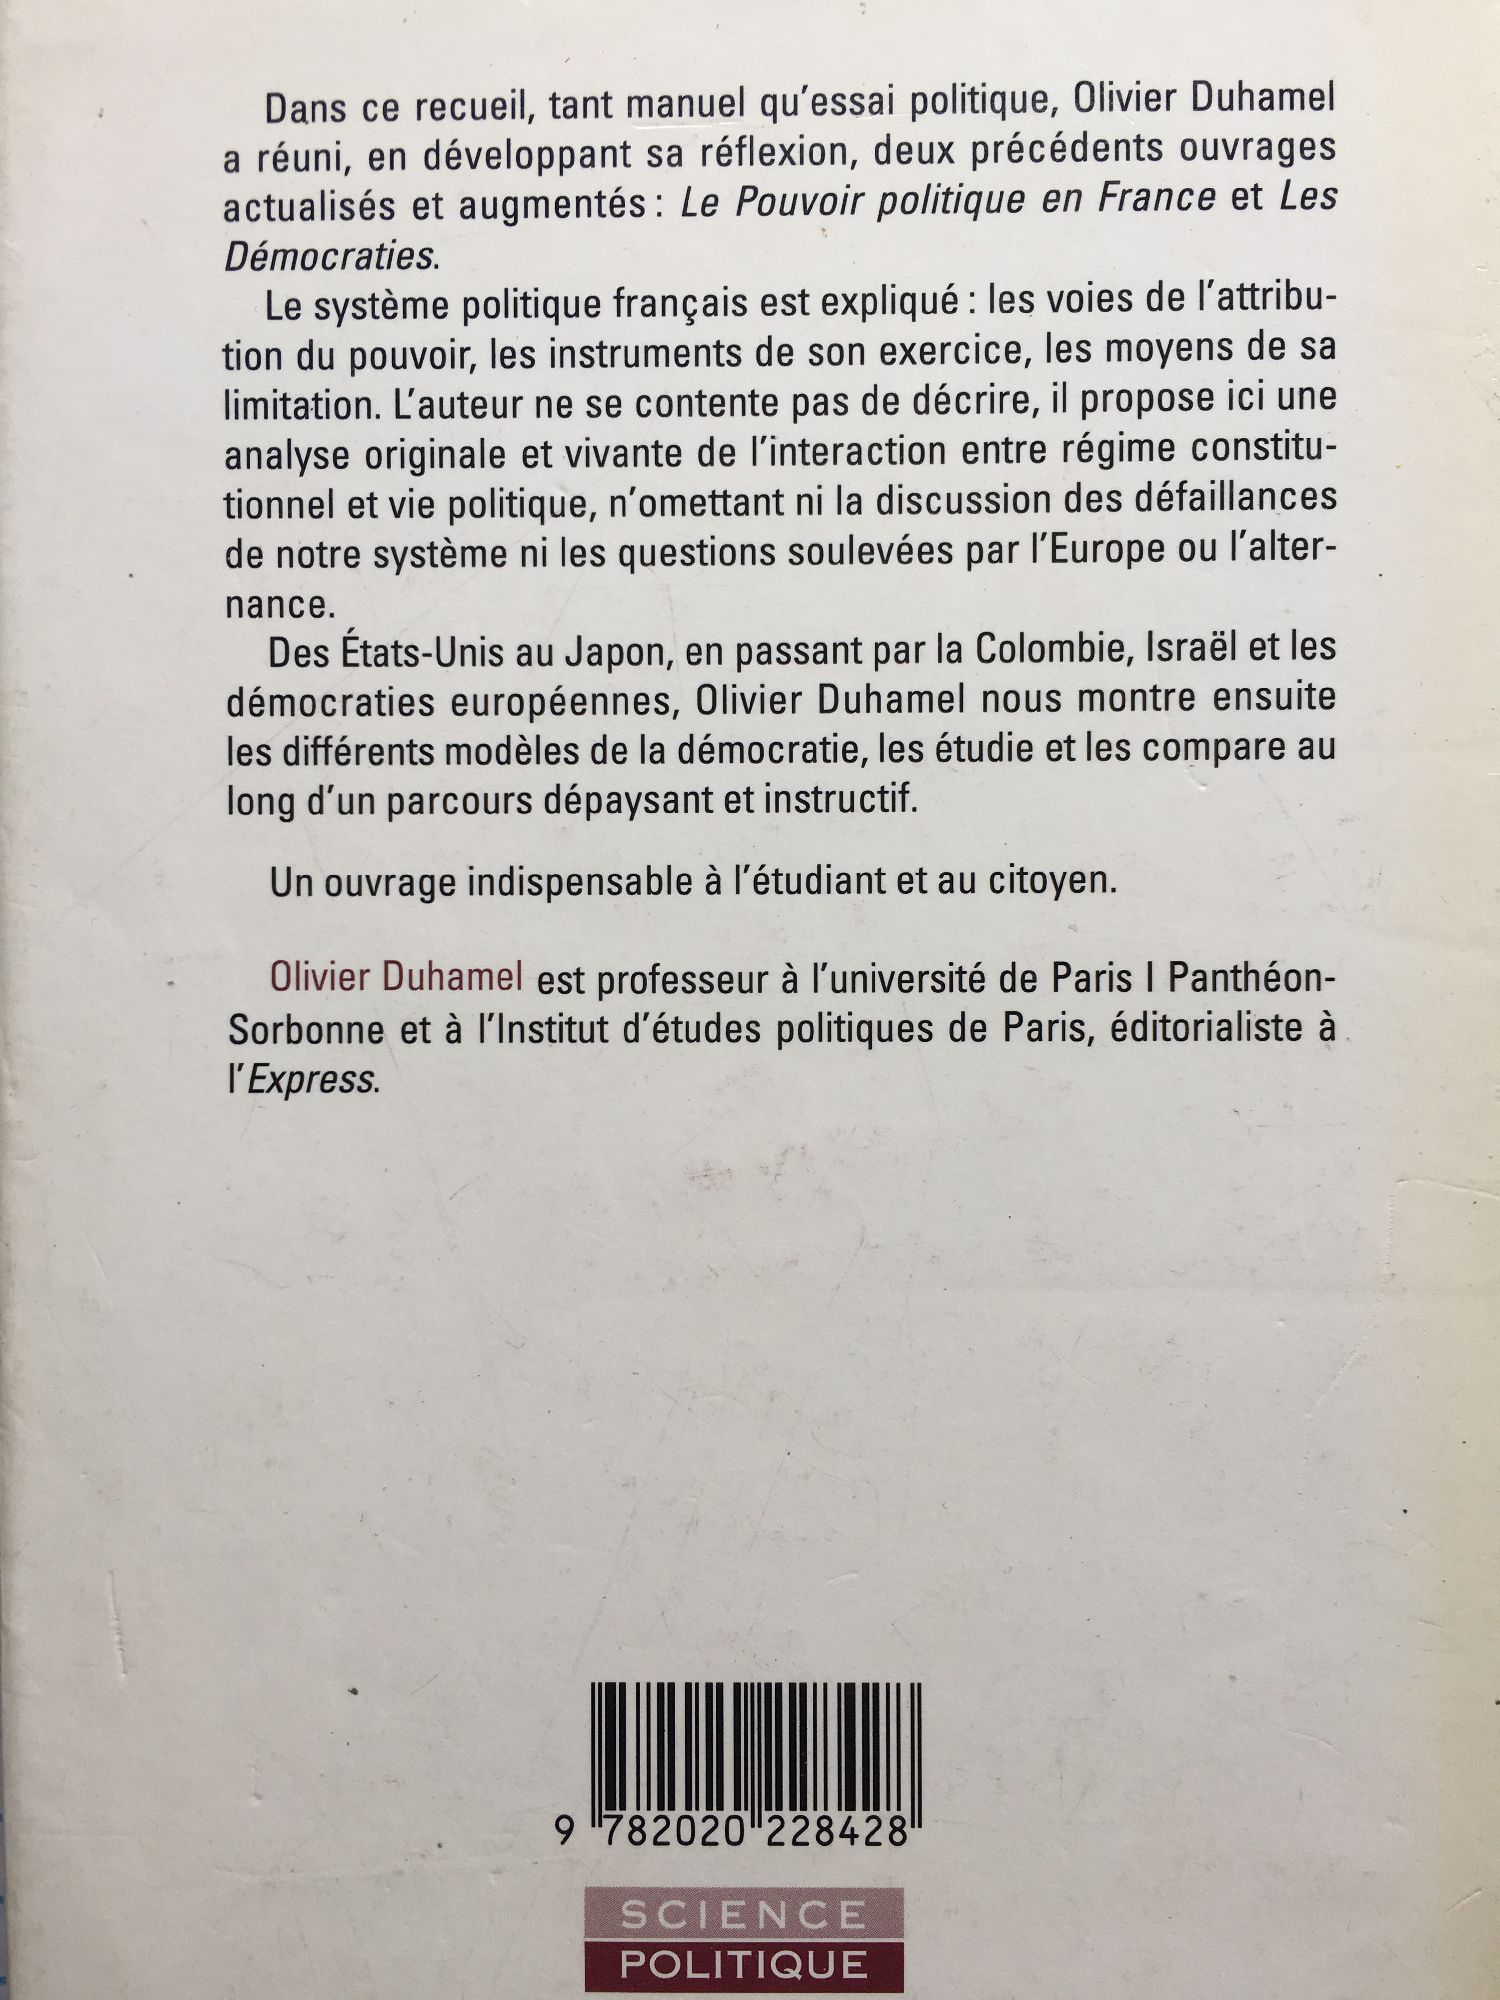 Dans ce recueil, tant manuel qu'essai politique, Olivier Duhamel
a réuni, en développant sa réflexion, deux précédents ouvrages
actualisés et augmentés : Le Pouvoir politique en France et Les
Démocraties.
Le système politique français est expliqué : les voies de l'attribu-
tion du pouvoir, les instruments de son exercice, les moyens de sa
limitation. L'auteur ne se contente pas de décrire, il propose ici une
analyse originale et vivante de l'interaction entre régime constitu-
tionnel et vie politique, n'omettant ni la discussion des défaillances
de notre système ni les questions soulevées par l'Europe ou l'alter-
nance.
Des États-Unis au Japon, en passant par la Colombie, Israël et les
démocraties européennes, Olivier Duhamel nous montre ensuite
les différents modèles de la démocratie, les étudie et les compare au
long d'un parcours dépaysant et instructif.
Un ouvrage indispensable à l'étudiant et au citoyen.
Olivier Duhamel est professeur à l'université de Paris I Panthéon-
Sorbonne et à l'Institut d'études politiques de Paris, éditorialiste à
l'Express.
9 782020 228428
SCIENCE
POLITIQUE